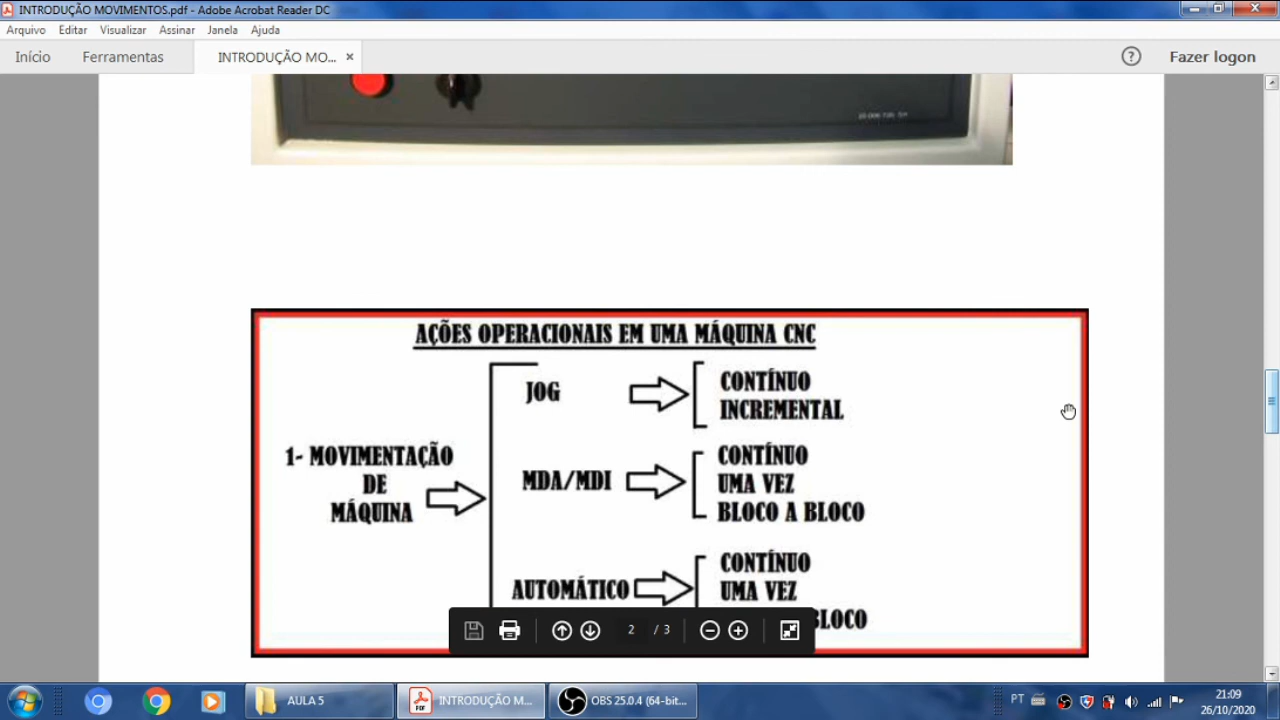 INTRODUÇÃO MOVIMENTOS.pdf - Adobe Acrobat Reader DC
Arquivo Editar Visualizar Assinar Janela Ajuda
Início Ferramentas INTRODUÇÃO MO... Fazer logon
AÇÕES OPERACIONAIS EM UMA MÁQUINA CNC
1- MOVIMENTAÇÃO
DE
MÁQUINA
JOG
CONTÍNUO
INCREMENTAL
MDA/MDI
CONTÍNUO
UMA VEZ
BLOCO A BLOCO
AUTOMÁTICO
CONTÍNUO
UMA VEZ
BLOCO
2 / 3
AULA 5
INTRODUÇÃO M...
OBS 25.0.4 (64-bit...
PT
21:09
26/10/2020